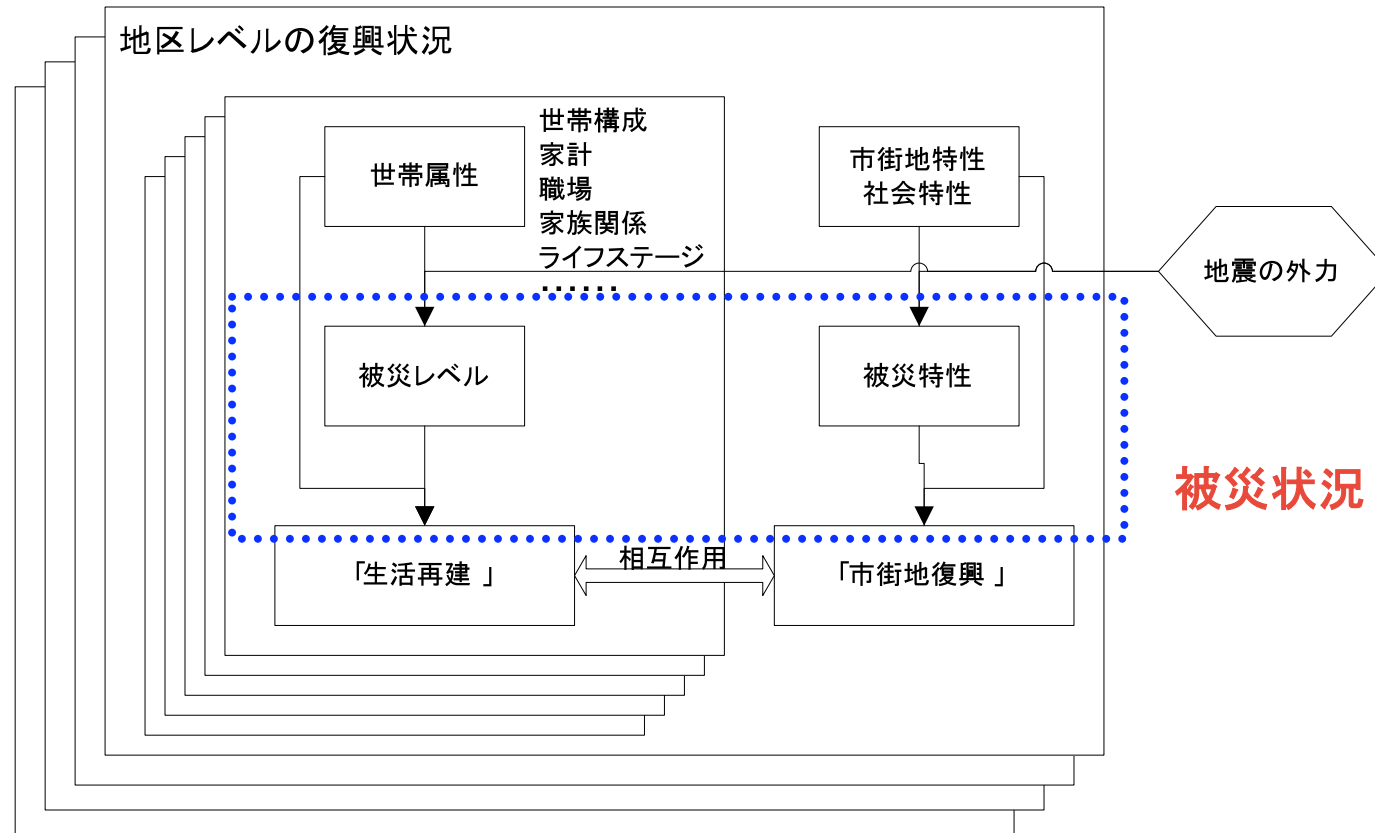 地区レベルの復興状況
世帯属性
世帯構成
家計
職場
家族関係
ライフステージ
・・・・・・
市街地特性
社会特性
地震の外力
被災レベル
被災特性
被災状況
「生活再建 」
相互作用
「市街地復興 」